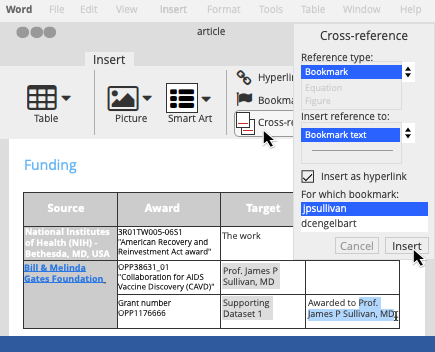 Word File Edit View Insert Format Tools Table Window Help
article
Insert
Table Picture Smart Art
Hyperlin
Bookma
Cross-re
Cross-reference
Reference type:
Bookmark
Equation
Figure
Insert reference to:
Bookmark text
Insert as hyperlink
For which bookmark:
jpsullivan
dcengelbart
Cancel Insert
Funding
Source Award Target
National Institutes
of Health (NIH) -
Bethesda, MD, USA
3R01TW005-06S1
"American Recovery and
Reinvestment Act award"
The work
Bill & Melinda
Gates Foundation
OPP38631_01
"Collaboration for AIDS
Vaccine Discovery (CAVD)"
Prof. James P
Sullivan, MD
Grant number
OPP1176666
Supporting
Dataset 1
Awarded to Prof.
James P Sullivan, MD